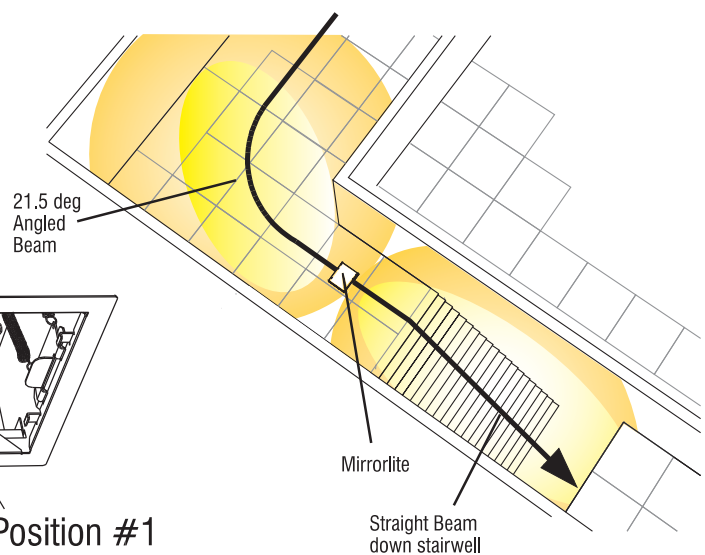 21.5 deg
Angled
Beam
Mirrorlite
Position #1
Straight Beam
down stairwell